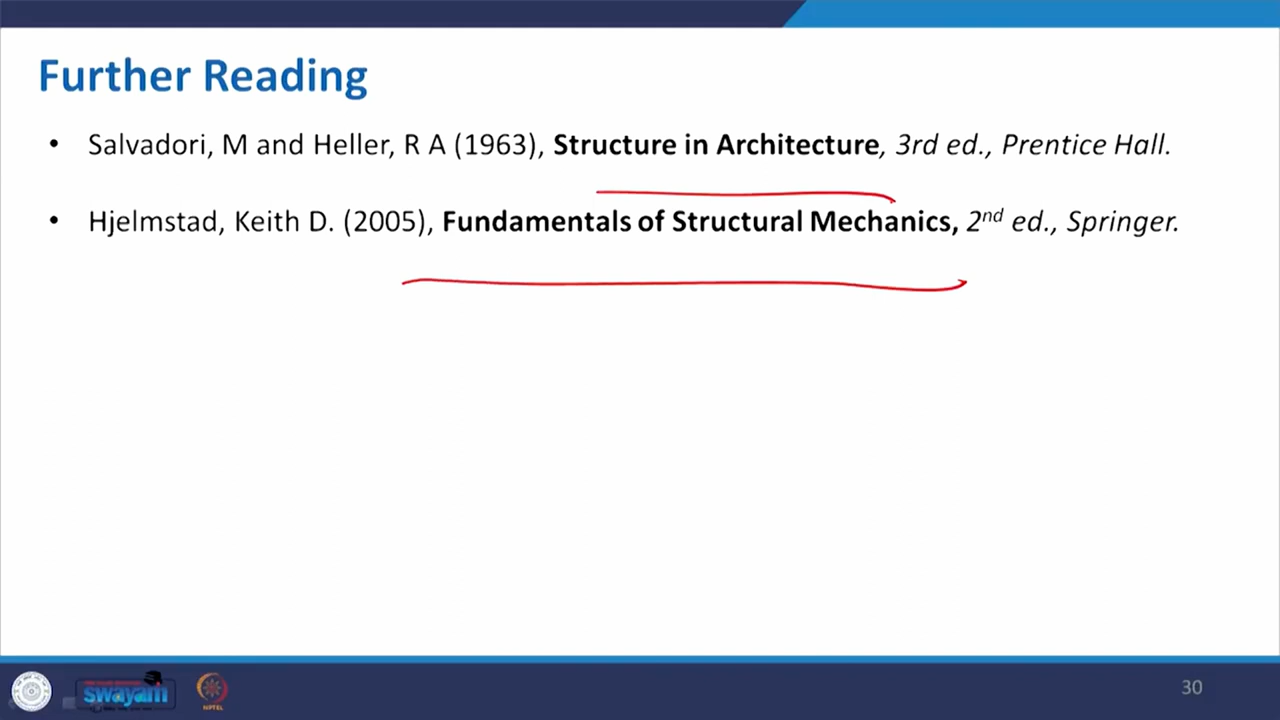 Further Reading
• Salvadori, M and Heller, R A (1963), Structure in Architecture, 3rd ed., Prentice Hall.
• Hjelmstad, Keith D. (2005), Fundamentals of Structural Mechanics, 2nd ed., Springer.
swayam
NPTEL
30